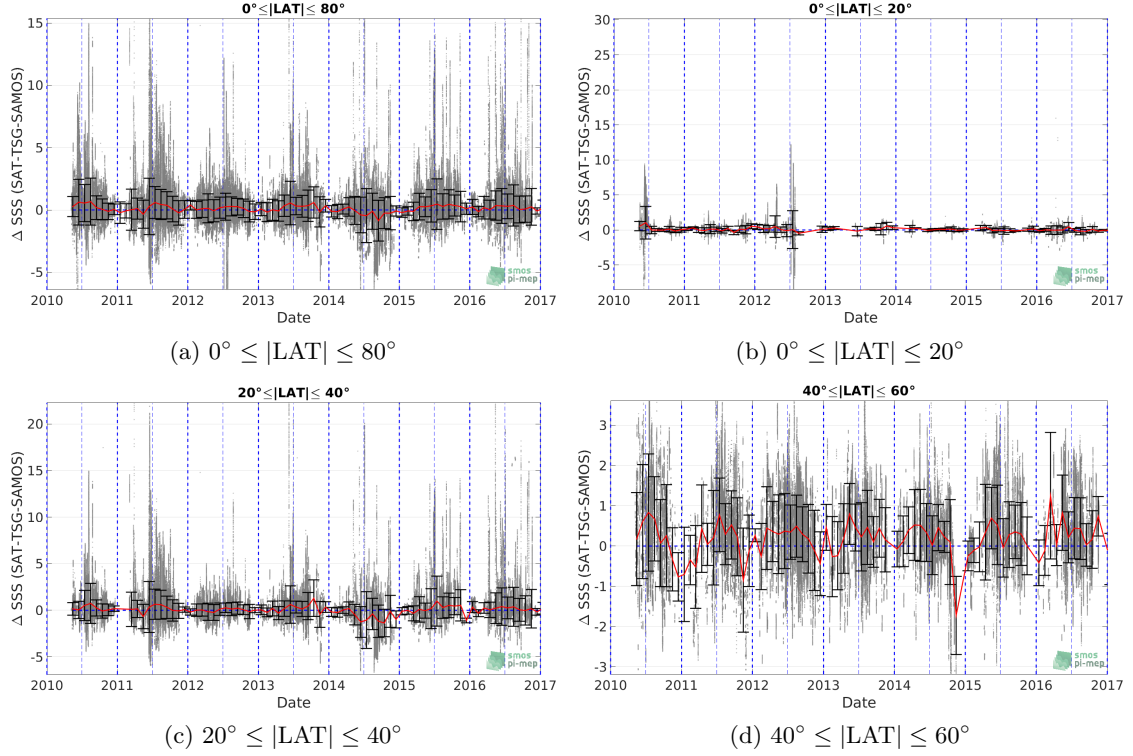 0°≤|LAT|≤ 80°
Δ SSS (SAT-TSG-SAMOS)
15
10
5
0
-5
2010 2011 2012 2013 2014 2015 2016 2017
Date
smos
pi-mep
(a) 0° ≤ |LAT| ≤ 80°
0°≤|LAT|≤ 20°
Δ SSS (SAT-TSG-SAMOS)
30
25
20
15
10
5
0
-5
2010 2011 2012 2013 2014 2015 2016 2017
Date
smos
pi-mep
(b) 0° ≤ |LAT| ≤ 20°
20°≤|LAT|≤ 40°
Δ SSS (SAT-TSG-SAMOS)
20
15
10
5
0
-5
2010 2011 2012 2013 2014 2015 2016 2017
Date
smos
pi-mep
(c) 20° ≤ |LAT| ≤ 40°
40°≤|LAT|≤ 60°
Δ SSS (SAT-TSG-SAMOS)
3
2
1
0
-1
-2
-3
2010 2011 2012 2013 2014 2015 2016 2017
Date
smos
pi-mep
(d) 40° ≤ |LAT| ≤ 60°